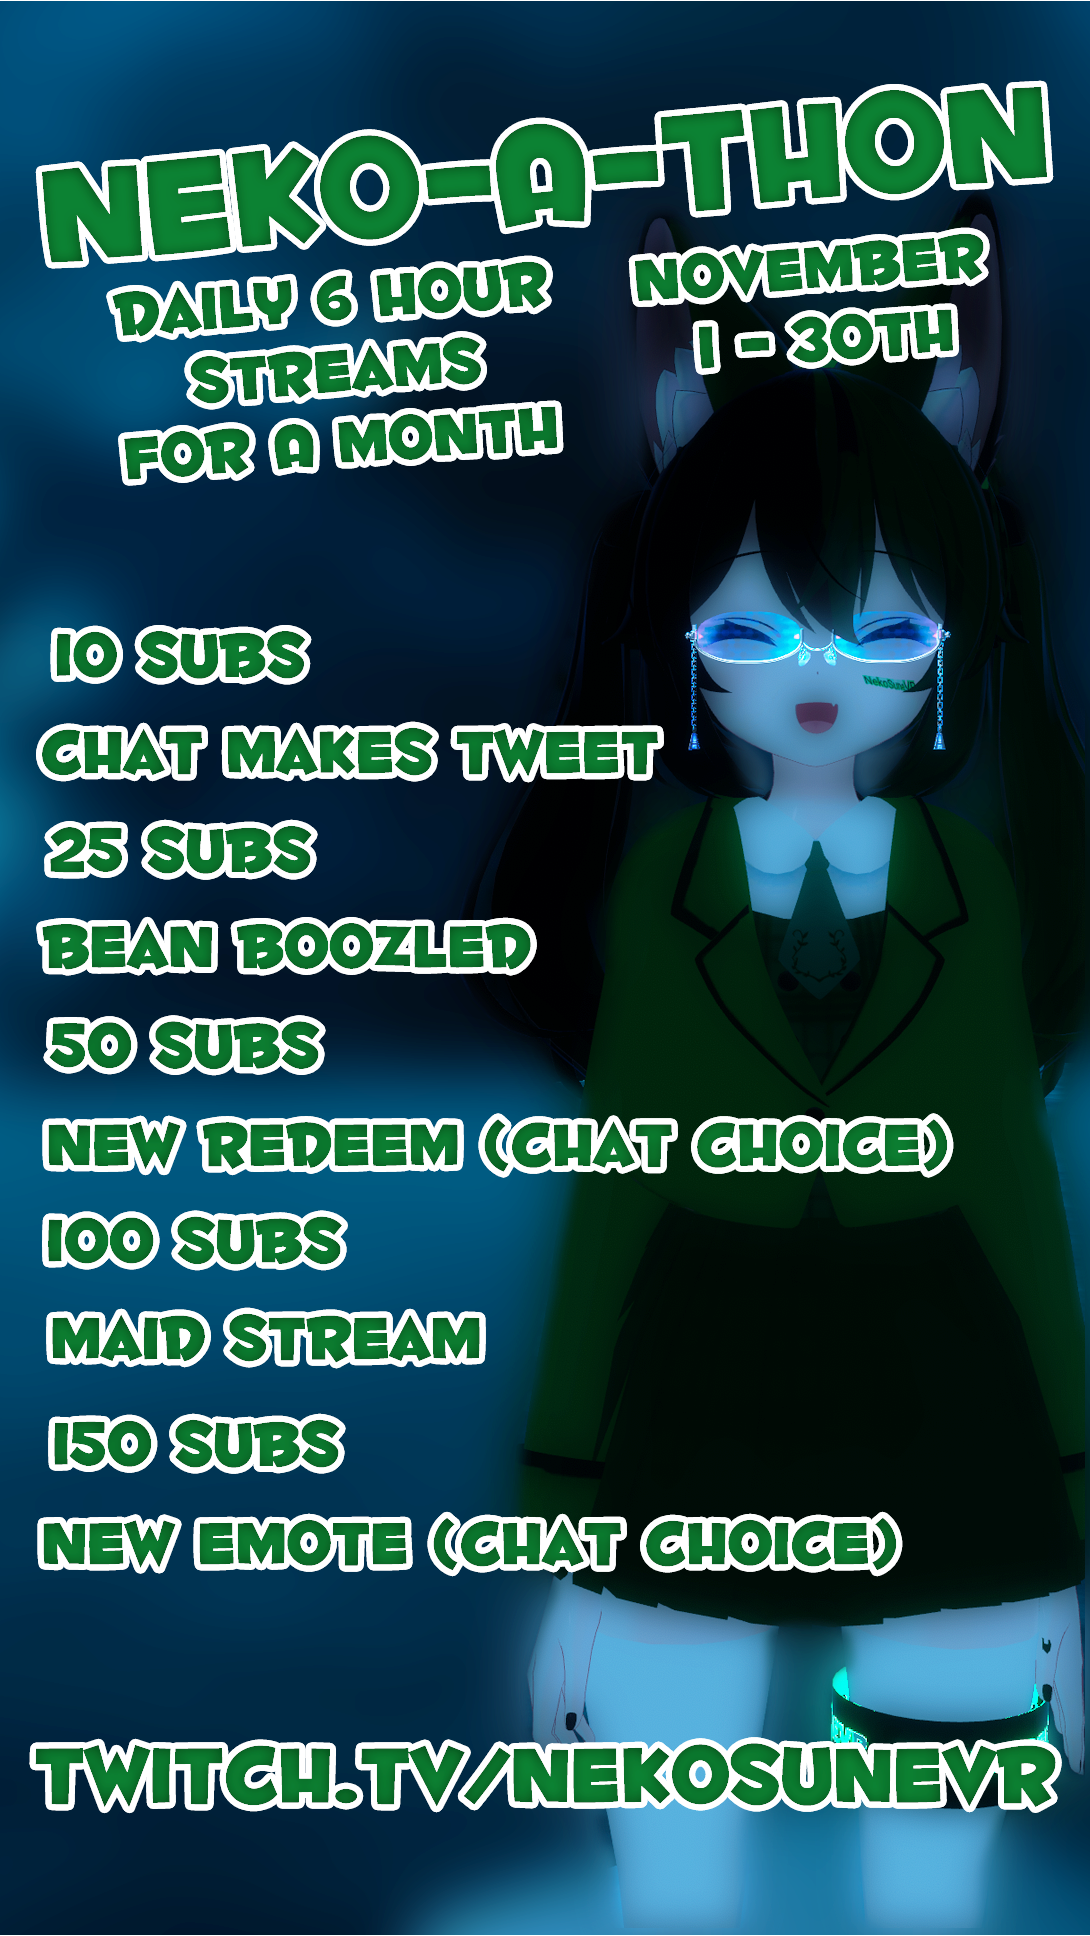 NEKO-A-THON
DAILY 6 HOUR
STREAMS
FOR A MONTH
NOVEMBER
1 - 30TH
10 SUBS
NekoSuneVR
CHAT MAKES TWEET
25 SUBS
BEAN BOOZLED
50 SUBS
NEW REDEEM (CHAT CHOICE)
100 SUBS
MAID STREAM
150 SUBS
NEW EMOTE (CHAT CHOICE)
TWITCH.TV/NEKOSUNEVR